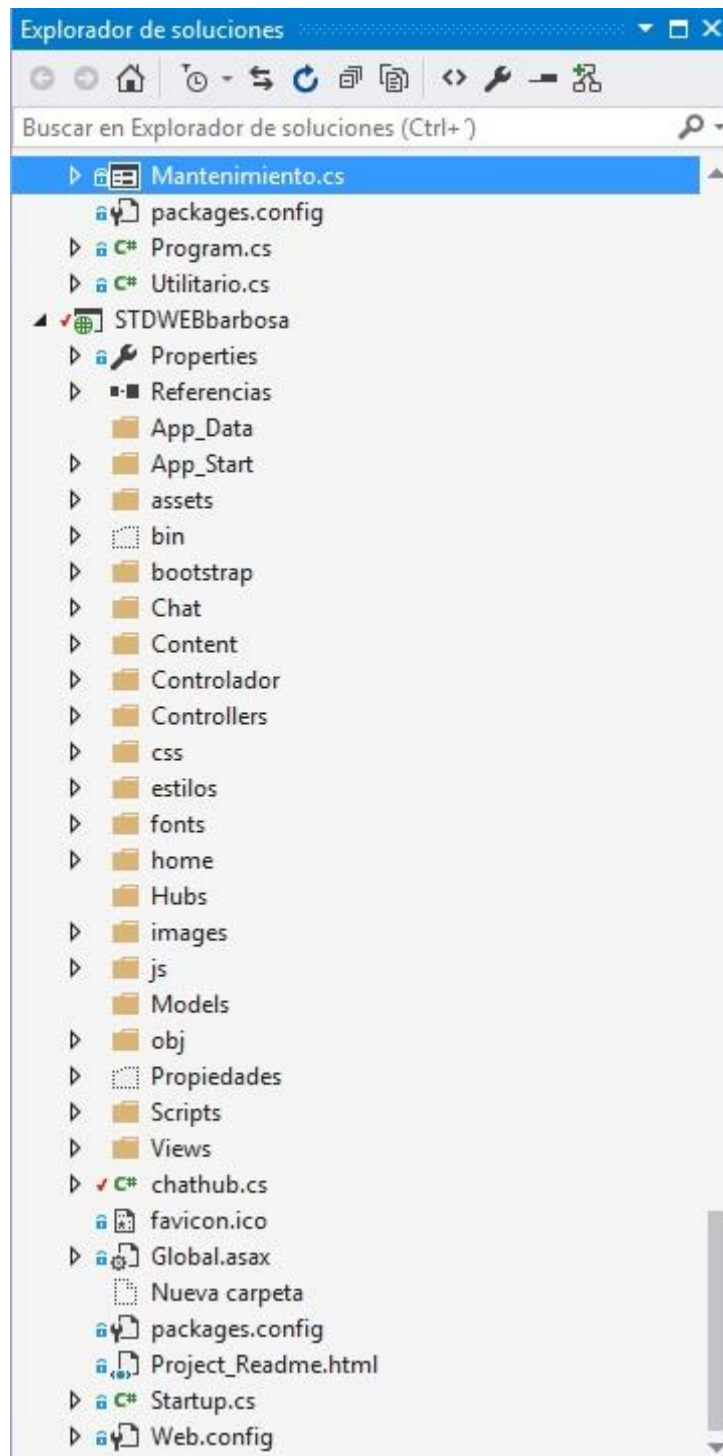 Explorador de soluciones
Buscar en Explorador de soluciones (Ctrl+´)
Mantenimiento.cs
packages.config
C# Program.cs
C# Utilitario.cs
STDWEBbarbosa
Properties
Referencias
App_Data
App_Start
assets
bin
bootstrap
Chat
Content
Controlador
Controllers
css
estilos
fonts
home
Hubs
images
js
Models
obj
Propiedades
Scripts
Views
C# chathub.cs
favicon.ico
Global.asax
Nueva carpeta
packages.config
Project_Readme.html
C# Startup.cs
Web.config